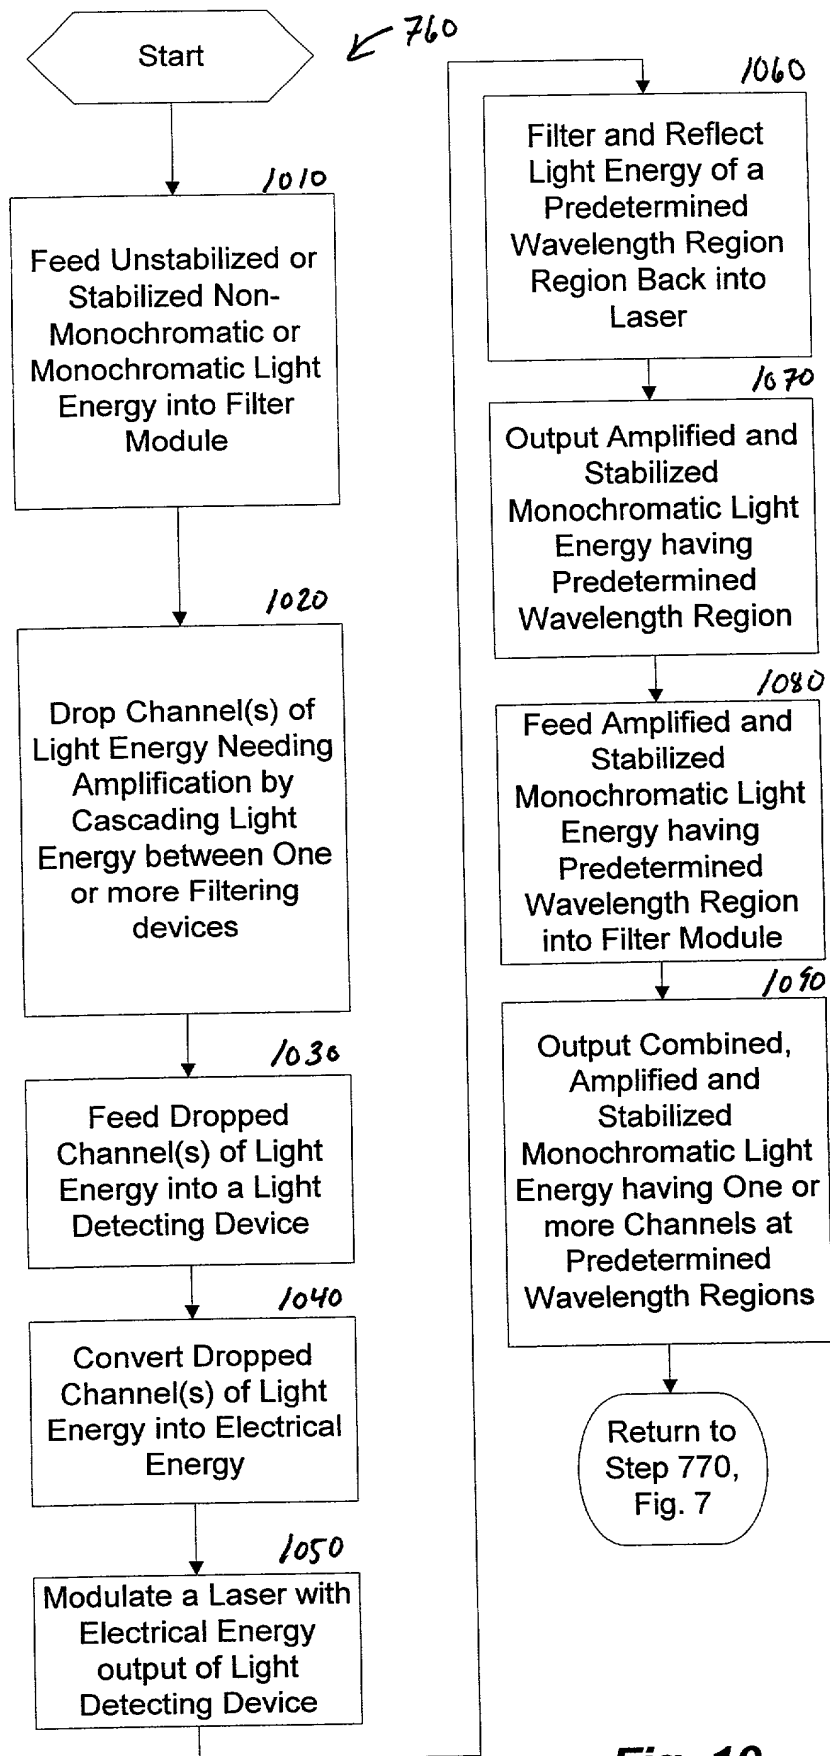 Start
760
1010
Feed Unstabilized or
Stabilized Non-
Monochromatic or
Monochromatic Light
Energy into Filter
Module
1020
Drop Channel(s) of
Light Energy Needing
Amplification by
Cascading Light
Energy between One
or more Filtering
devices
1030
Feed Dropped
Channel(s) of Light
Energy into a Light
Detecting Device
1040
Convert Dropped
Channel(s) of Light
Energy into Electrical
Energy
1050
Modulate a Laser with
Electrical Energy
output of Light
Detecting Device
1060
Filter and Reflect
Light Energy of a
Predetermined
Wavelength Region
Region Back into
Laser
1070
Output Amplified and
Stabilized
Monochromatic Light
Energy having
Predetermined
Wavelength Region
1080
Feed Amplified and
Stabilized
Monochromatic Light
Energy having
Predetermined
Wavelength Region
into Filter Module
1090
Output Combined,
Amplified and
Stabilized
Monochromatic Light
Energy having One or
more Channels at
Predetermined
Wavelength Regions
Return to
Step 770,
Fig. 7
Fig. 10